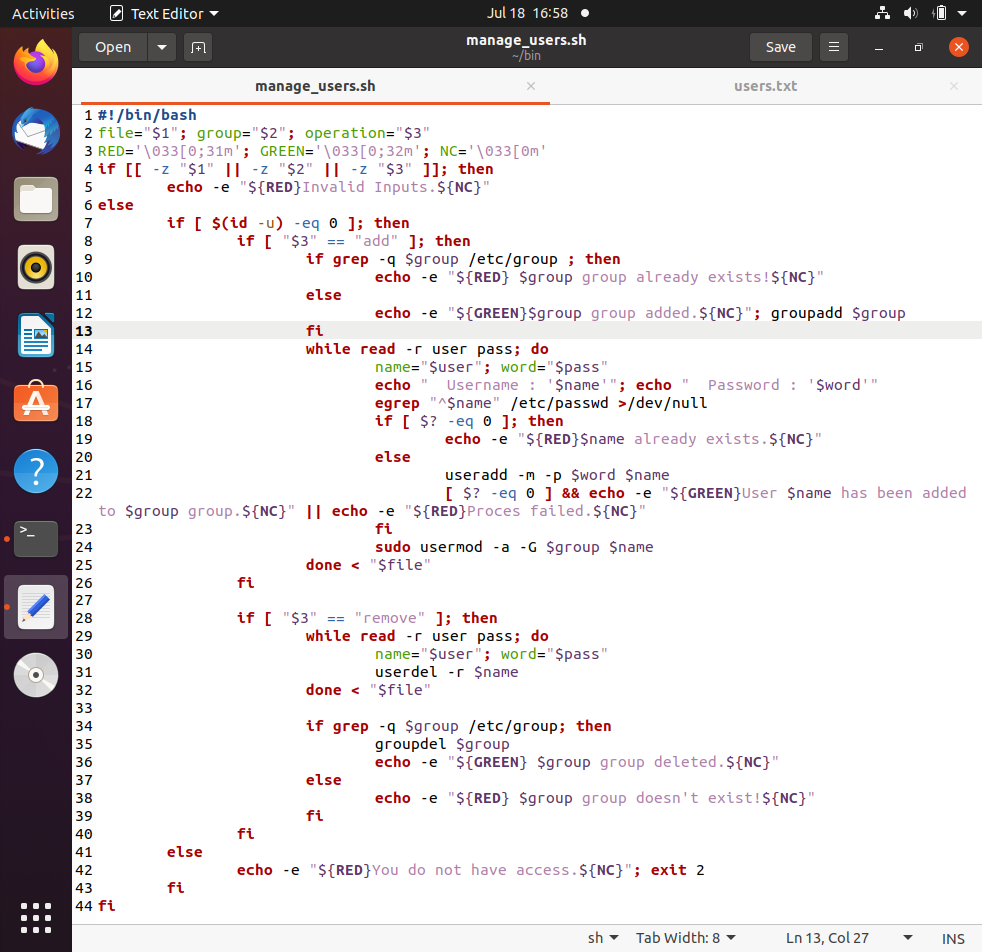 Activities Text Editor Jul 18 16:58
Open manage_users.sh Save
~/bin
manage_users.sh users.txt
1 #!/bin/bash
2 file="$1"; group="$2"; operation="$3"
3 RED='\033[0;31m'; GREEN='\033[0;32m'; NC='\033[0m'
4 if [[ -z "$1" || -z "$2" || -z "$3" ]]; then
5         echo -e "${RED}Invalid Inputs.${NC}"
6 else
7         if [ $(id -u) -eq 0 ]; then
8                 if [ "$3" == "add" ]; then
9                         if grep -q $group /etc/group ; then
10                                 echo -e "${RED} $group group already exists!${NC}"
11                         else
12                                 echo -e "${GREEN}$group group added.${NC}"; groupadd $group
13                         fi
14                         while read -r user pass; do
15                                 name="$user"; word="$pass"
16                                 echo "  Username : '$name'"; echo "  Password : '$word'"
17                                 egrep "^$name" /etc/passwd >/dev/null
18                                 if [ $? -eq 0 ]; then
19                                         echo -e "${RED}$name already exists.${NC}"
20                                 else
21                                         useradd -m -p $word $name
22                                         [ $? -eq 0 ] && echo -e "${GREEN}User $name has been added
to $group group.${NC}" || echo -e "${RED}Proces failed.${NC}"
23                                 fi
24                                 sudo usermod -a -G $group $name
25                         done < "$file"
26                 fi
27
28                 if [ "$3" == "remove" ]; then
29                         while read -r user pass; do
30                                 name="$user"; word="$pass"
31                                 userdel -r $name
32                         done < "$file"
33
34                         if grep -q $group /etc/group; then
35                                 groupdel $group
36                                 echo -e "${GREEN} $group group deleted.${NC}"
37                         else
38                                 echo -e "${RED} $group group doesn't exist!${NC}"
39                         fi
40                 fi
41         else
42                 echo -e "${RED}You do not have access.${NC}"; exit 2
43         fi
44 fi
sh Tab Width: 8 Ln 13, Col 27 INS